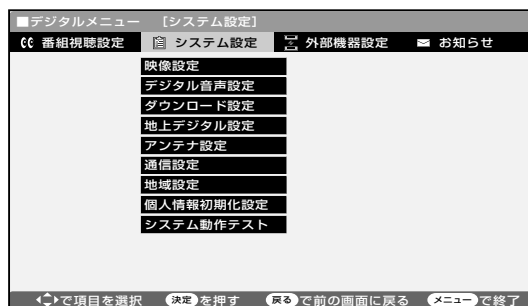 ■デジタルメニュー　［システム設定］
番組視聴設定　システム設定　外部機器設定　お知らせ
映像設定
デジタル音声設定
ダウンロード設定
地上デジタル設定
アンテナ設定
通信設定
地域設定
個人情報初期化設定
システム動作テスト
で項目を選択　決定を押す　戻るで前の画面に戻る　メニューで終了